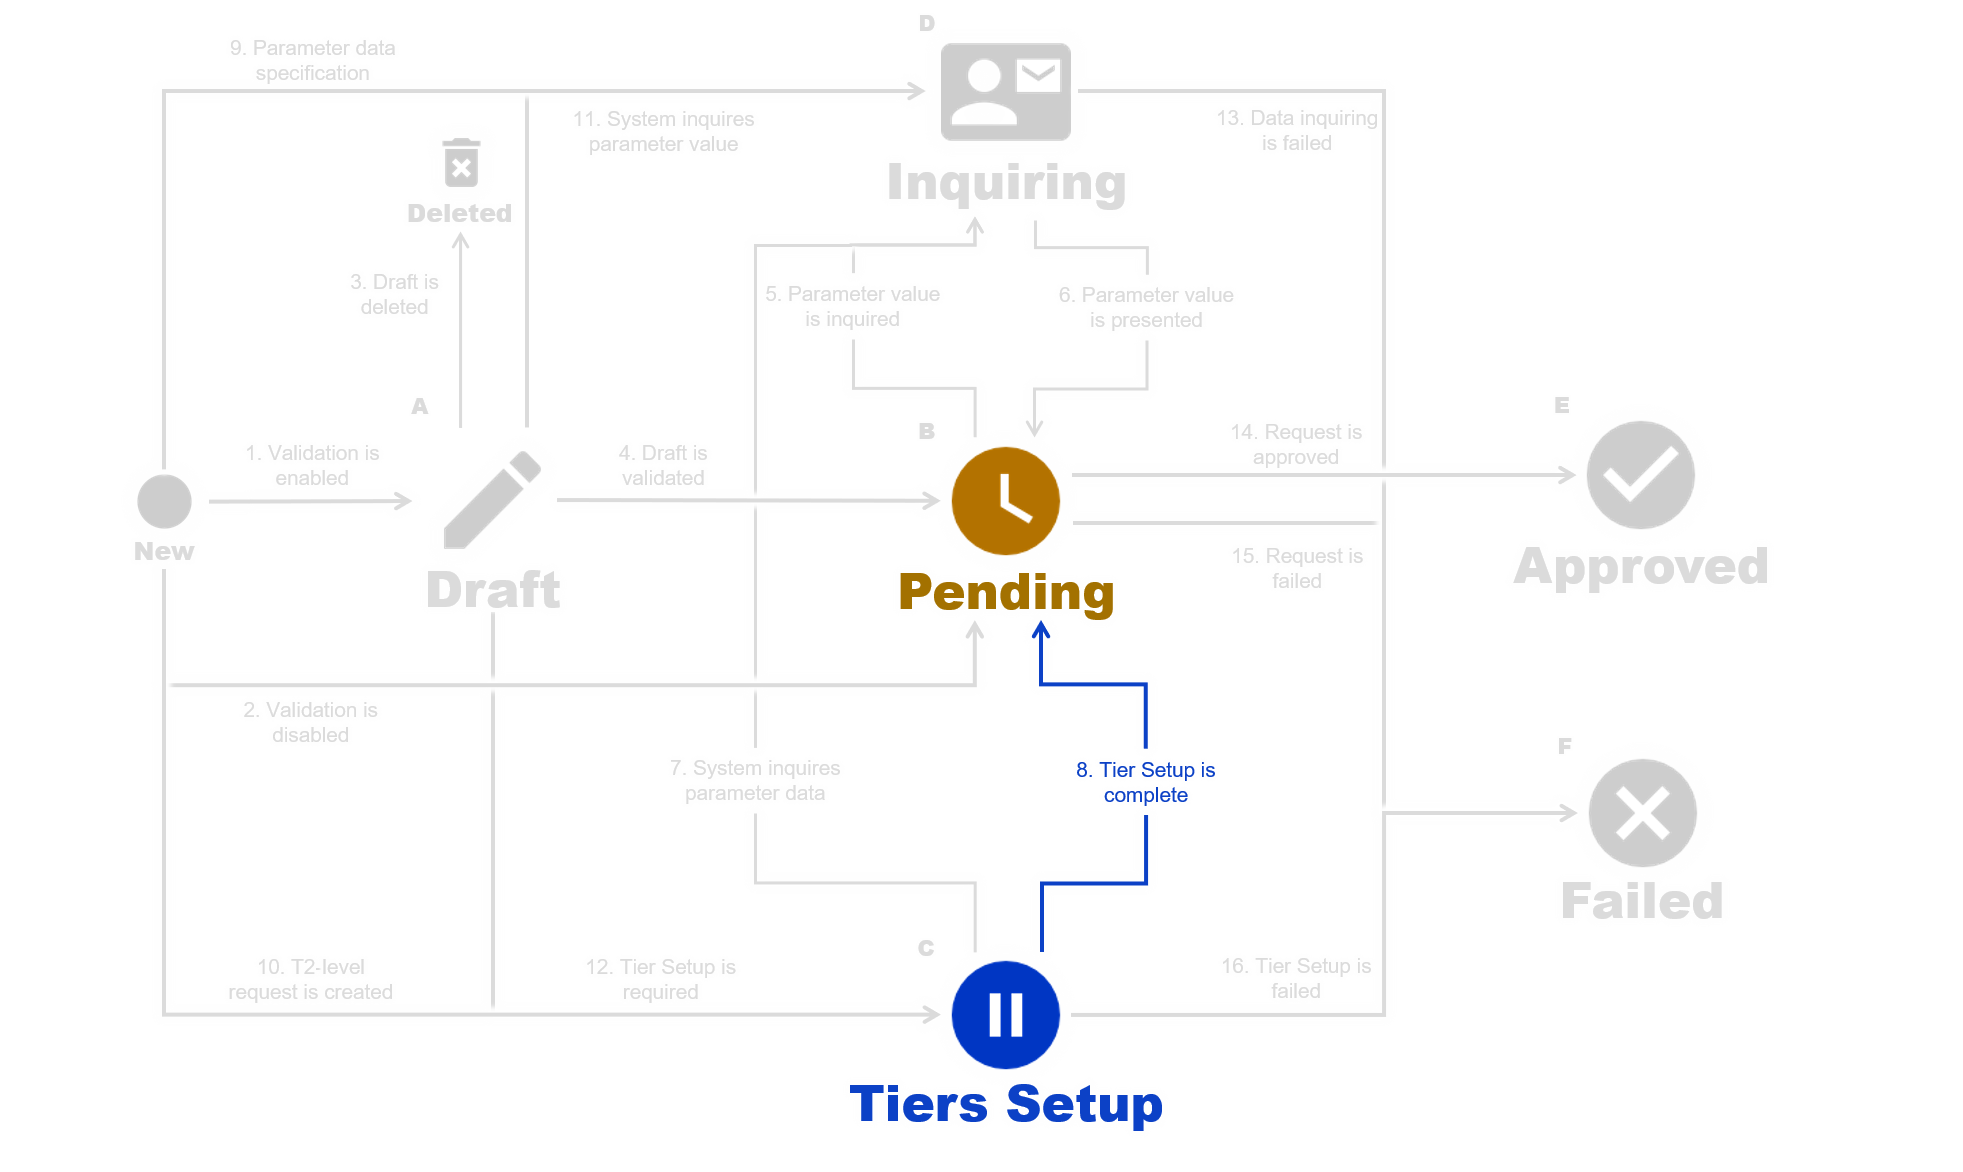 D
9. Parameter data
specification
11. System inquires
parameter value
13. Data inquiring
is failed
Inquiring
Deleted
3. Draft is
deleted
5. Parameter value
is inquired
6. Parameter value
is presented
A
B
E
1. Validation is
enabled
4. Draft is
validated
14. Request is
approved
New
Draft
Pending
15. Request is
failed
Approved
2. Validation is
disabled
F
7. System inquires
parameter data
8. Tier Setup is
complete
Failed
C
10. T2-level
request is created
12. Tier Setup is
required
16. Tier Setup is
failed
Tiers Setup